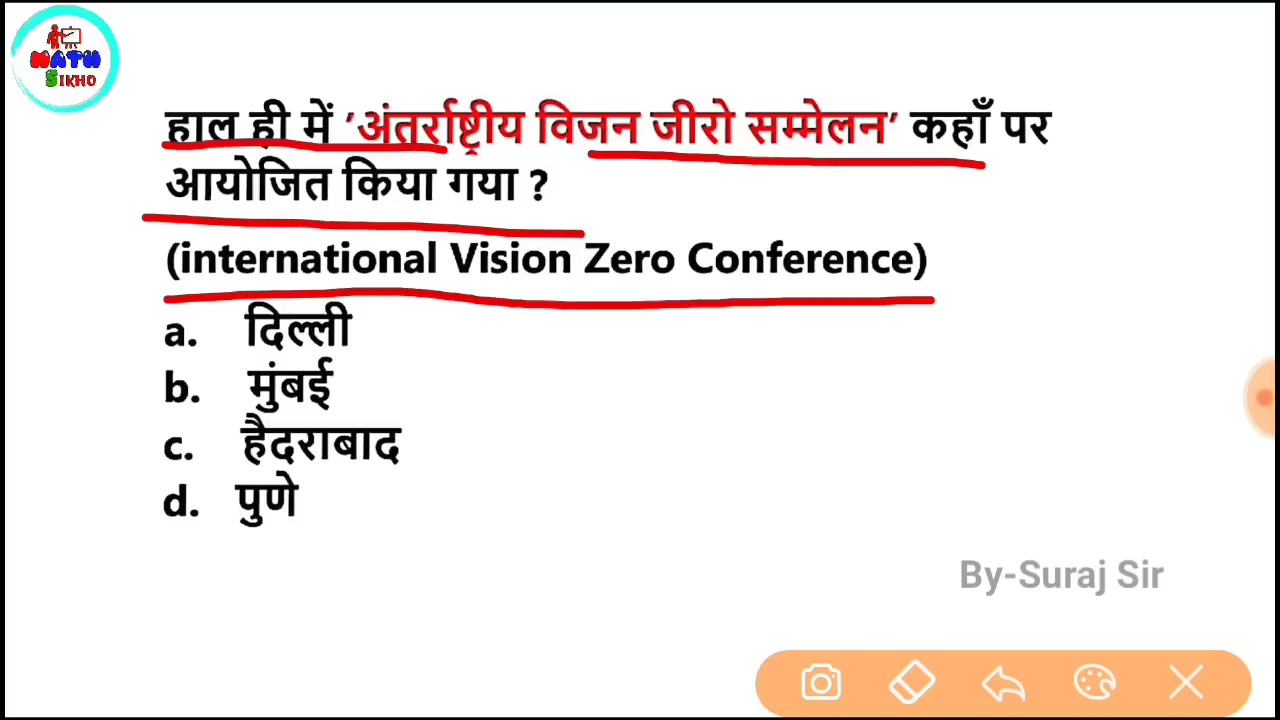 MATH
SIKHO
हाल ही में ’अंतर्राष्ट्रीय विजन जीरो सम्मेलन’ कहाँ पर
आयोजित किया गया ?
(international Vision Zero Conference)
a. दिल्ली
b. मुंबई
c. हैदराबाद
d. पुणे
By-Suraj Sir